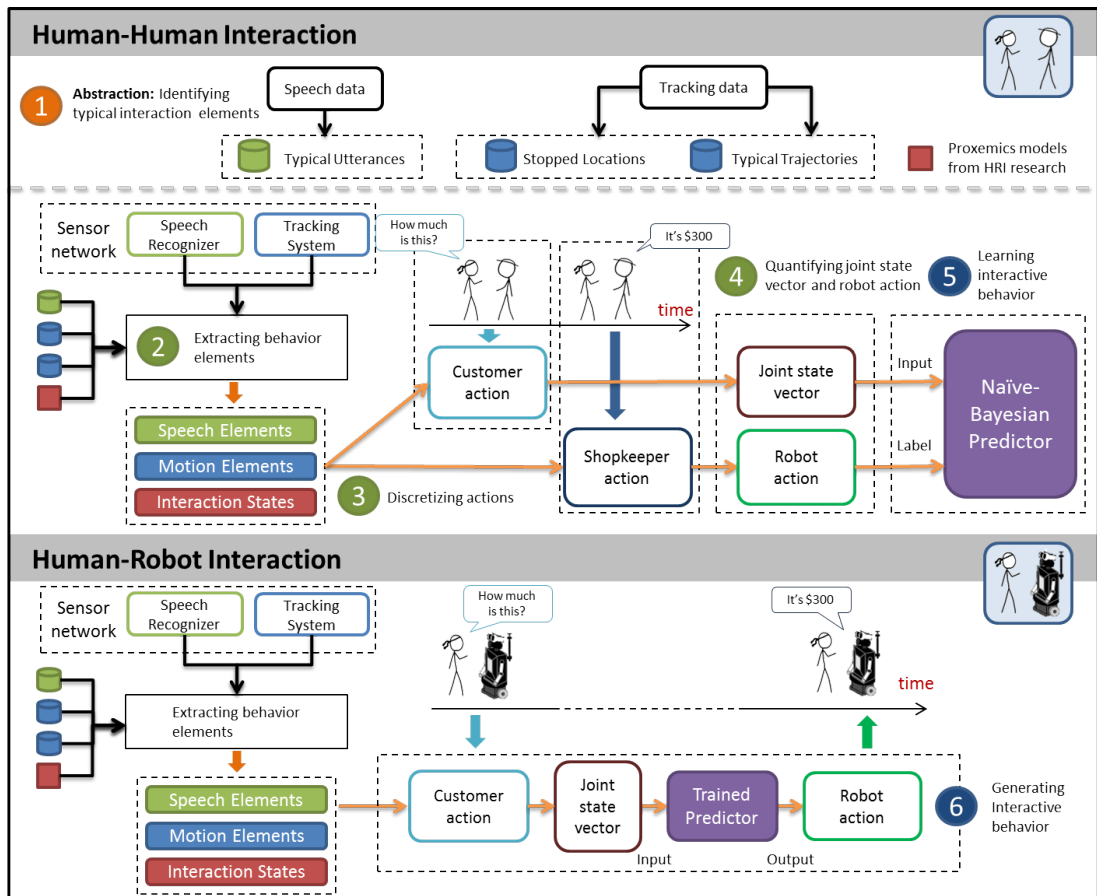 Human-Human Interaction
1
Abstraction: Identifying
typical interaction elements
Speech data
Tracking data
Typical Utterances
Stopped Locations
Typical Trajectories
Proxemics models
from HRI research
Sensor
network
Speech
Recognizer
Tracking
System
How much
is this?
It's $300
4
Quantifying joint state
vector and robot action
5
Learning
interactive
behavior
time
2
Extracting behavior
elements
Customer
action
Joint state
vector
Input
Naïve-
Bayesian
Predictor
Speech Elements
Motion Elements
Interaction States
Shopkeeper
action
Robot
action
Label
3
Discretizing actions
Human-Robot Interaction
Sensor
network
Speech
Recognizer
Tracking
System
How much
is this?
It's $300
time
Extracting behavior
elements
Speech Elements
Motion Elements
Interaction States
Customer
action
Joint
state
vector
Trained
Predictor
Robot
action
Input
Output
6
Generating
Interactive
behavior